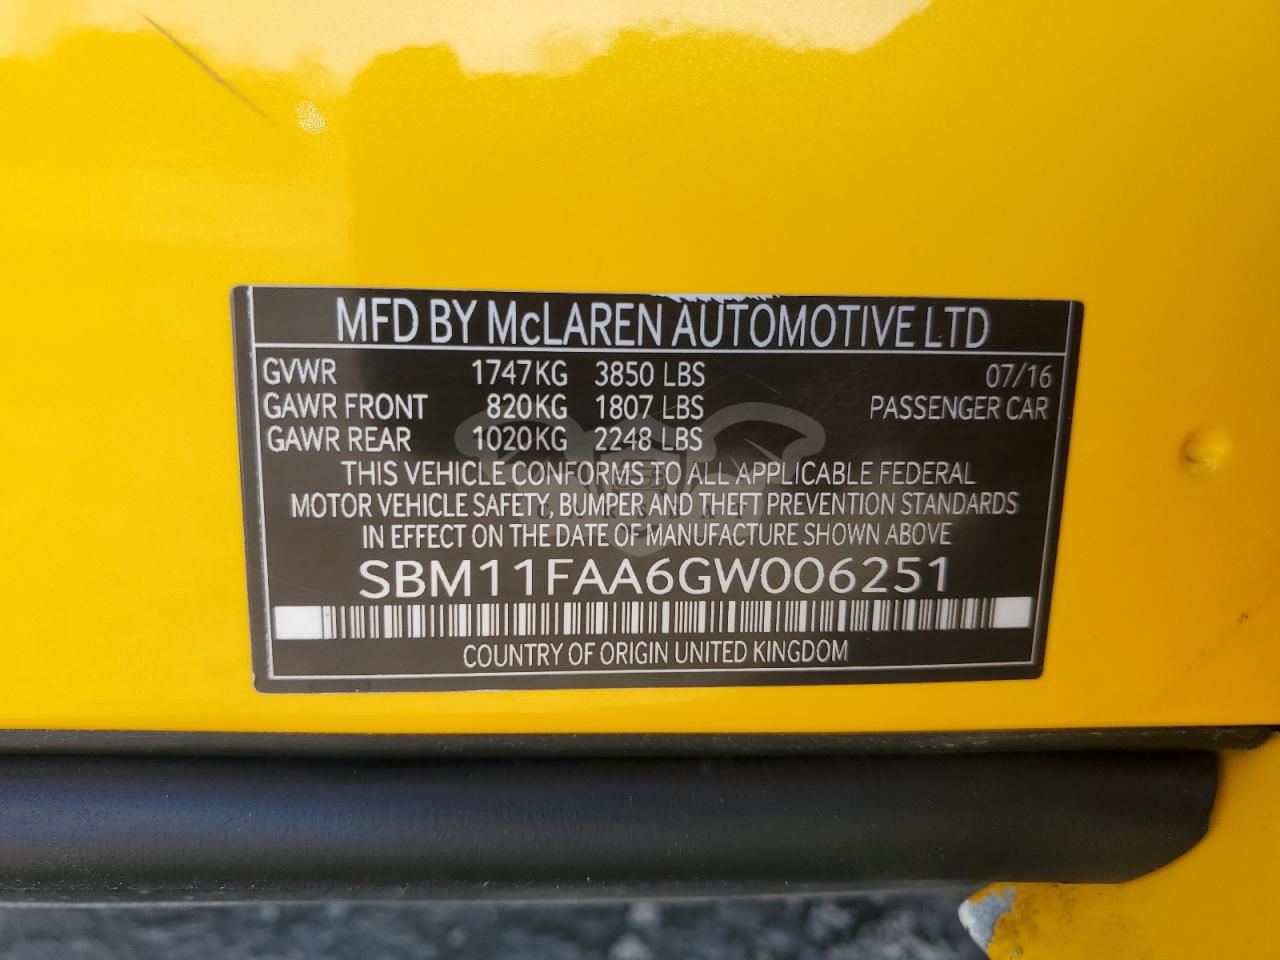 MFD BY McLAREN AUTOMOTIVE LTD
GVWR 1747KG 3850 LBS 07/16
GAWR FRONT 820KG 1807 LBS PASSENGER CAR
GAWR REAR 1020KG 2248 LBS
THIS VEHICLE CONFORMS TO ALL APPLICABLE FEDERAL
MOTOR VEHICLE SAFETY, BUMPER AND THEFT PREVENTION STANDARDS
IN EFFECT ON THE DATE OF MANUFACTURE SHOWN ABOVE
SBM11FAA6GW006251
COUNTRY OF ORIGIN UNITED KINGDOM